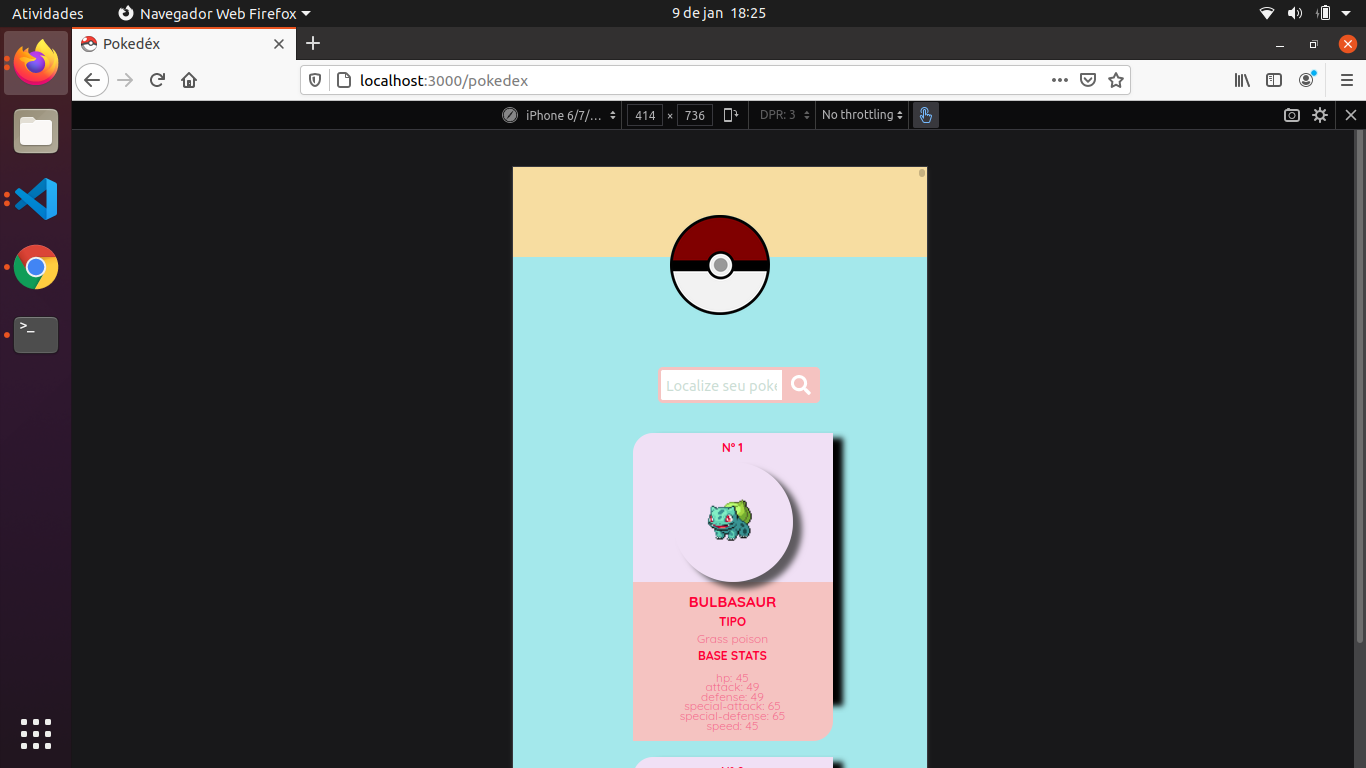 Atividades
Navegador Web Firefox
9 de jan 18:25
Pokedéx
localhost:3000/pokedex
iPhone 6/7/…
414 × 736
DPR: 3
No throttling
Localize seu poke
Nº 1
BULBASAUR
TIPO
Grass poison
BASE STATS
hp: 45
attack: 49
defense: 49
special-attack: 65
special-defense: 65
speed: 45
>_